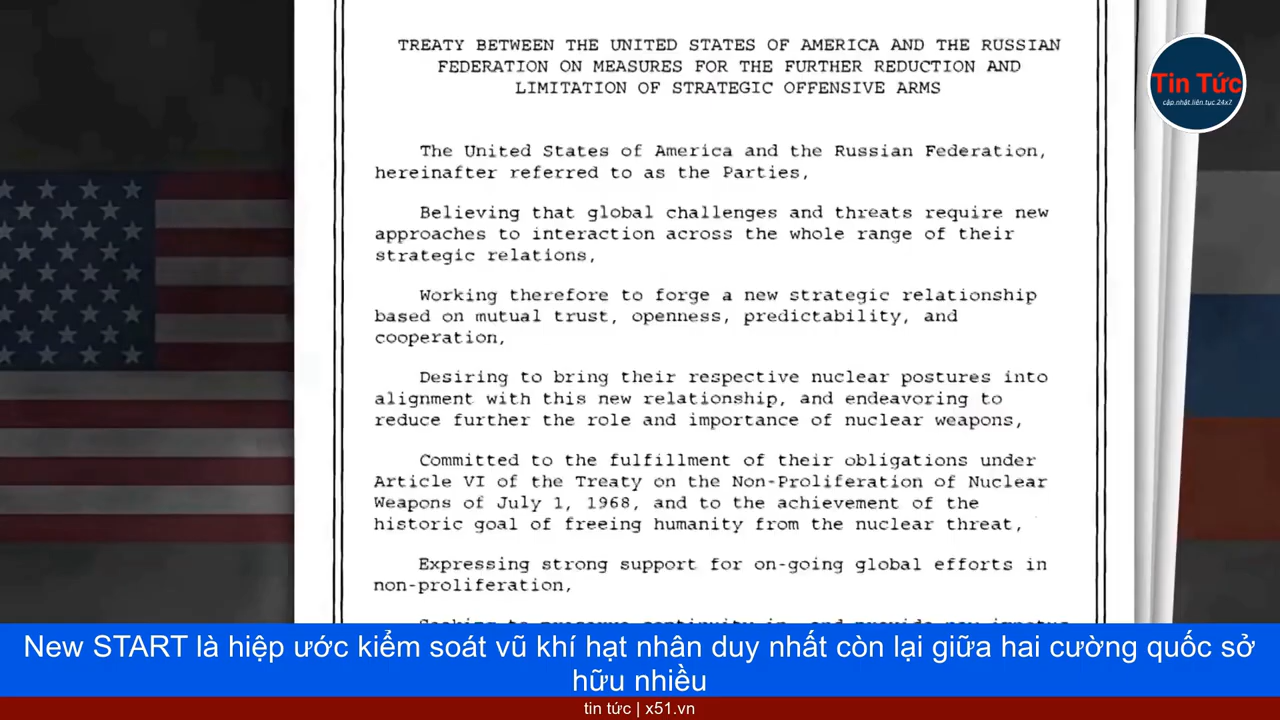 TREATY BETWEEN THE UNITED STATES OF AMERICA AND THE RUSSIAN
FEDERATION ON MEASURES FOR THE FURTHER REDUCTION AND
LIMITATION OF STRATEGIC OFFENSIVE ARMS
Tin Tức
cập.nhật.liên.tục.24x7
The United States of America and the Russian Federation,
hereinafter referred to as the Parties,
Believing that global challenges and threats require new
approaches to interaction across the whole range of their
strategic relations,
Working therefore to forge a new strategic relationship
based on mutual trust, openness, predictability, and
cooperation,
Desiring to bring their respective nuclear postures into
alignment with this new relationship, and endeavoring to
reduce further the role and importance of nuclear weapons,
Committed to the fulfillment of their obligations under
Article VI of the Treaty on the Non-Proliferation of Nuclear
Weapons of July 1, 1968, and to the achievement of the
historic goal of freeing humanity from the nuclear threat,
Expressing strong support for on-going global efforts in
non-proliferation,
New START là hiệp ước kiểm soát vũ khí hạt nhân duy nhất còn lại giữa hai cường quốc sở
hữu nhiều
tin tức | x51.vn